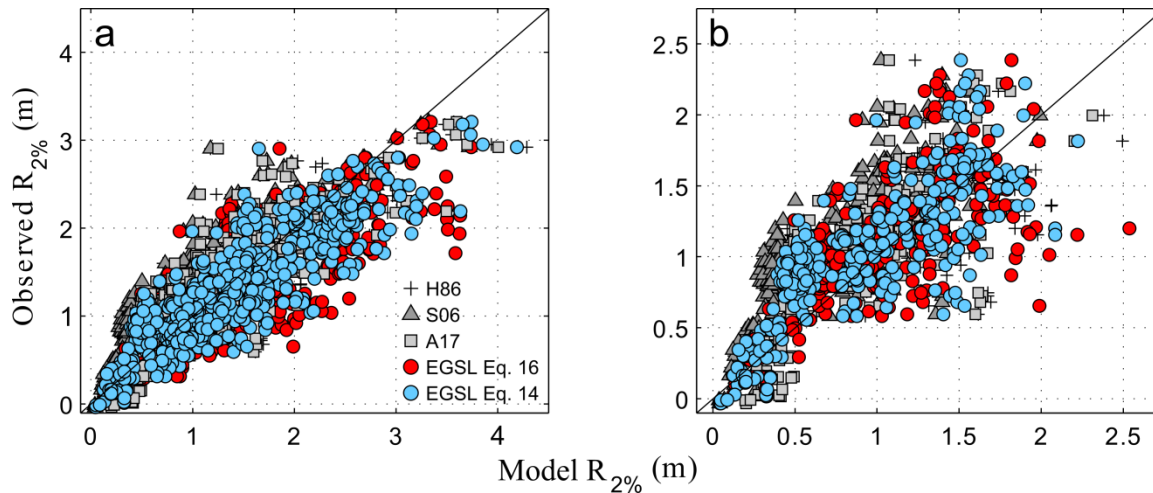 a
b
Observed R2% (m)
4
3
2
1
0
0 1 2 3 4
H86
S06
A17
EGSL Eq. 16
EGSL Eq. 14
2.5
2
1.5
1
0.5
0
0 0.5 1 1.5 2 2.5
Model R2% (m)